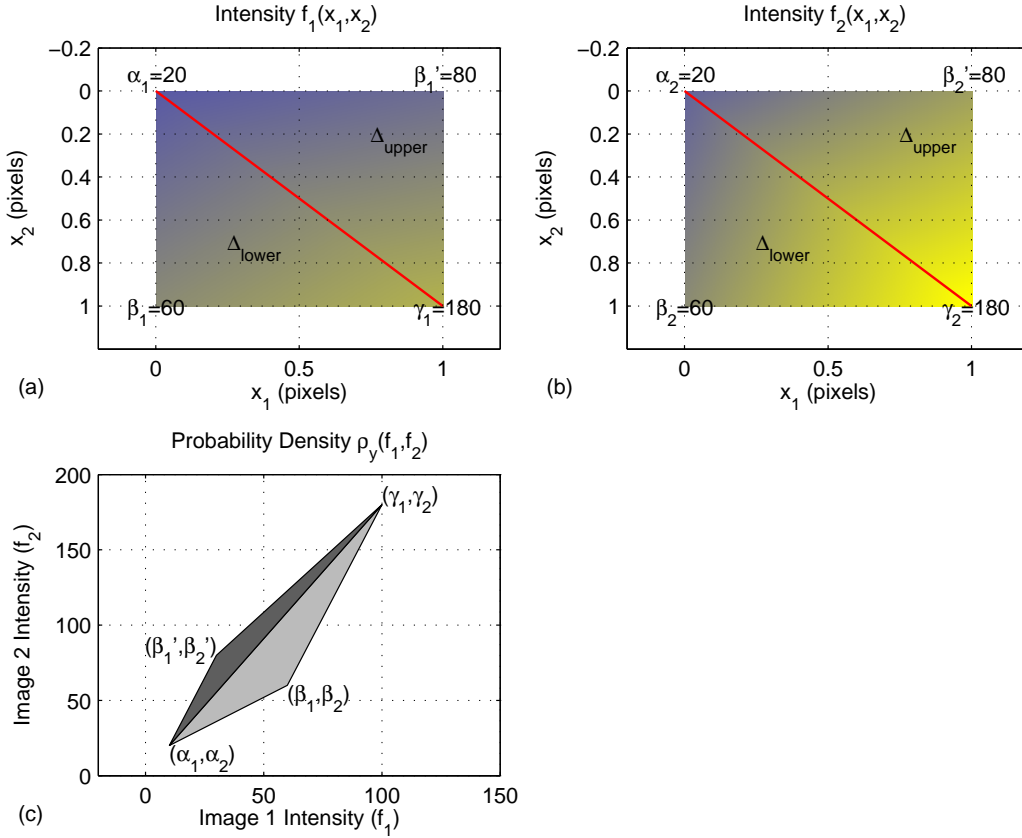 Intensity f₁(x₁,x₂)
−0.2
0
0.2
0.4
0.6
0.8
1
x₂ (pixels)
α₁=20
β₁'=80
Δupper
Δlower
β₁=60
γ₁=180
0
0.5
1
x₁ (pixels)
(a)
Intensity f₂(x₁,x₂)
−0.2
0
0.2
0.4
0.6
0.8
1
x₂ (pixels)
α₂=20
β₂'=80
Δupper
Δlower
β₂=60
γ₂=180
0
0.5
1
x₁ (pixels)
(b)
Probability Density ρy(f₁,f₂)
200
150
100
50
0
Image 2 Intensity (f₂)
(γ₁,γ₂)
(β₁',β₂')
(β₁,β₂)
(α₁,α₂)
0
50
100
150
Image 1 Intensity (f₁)
(c)